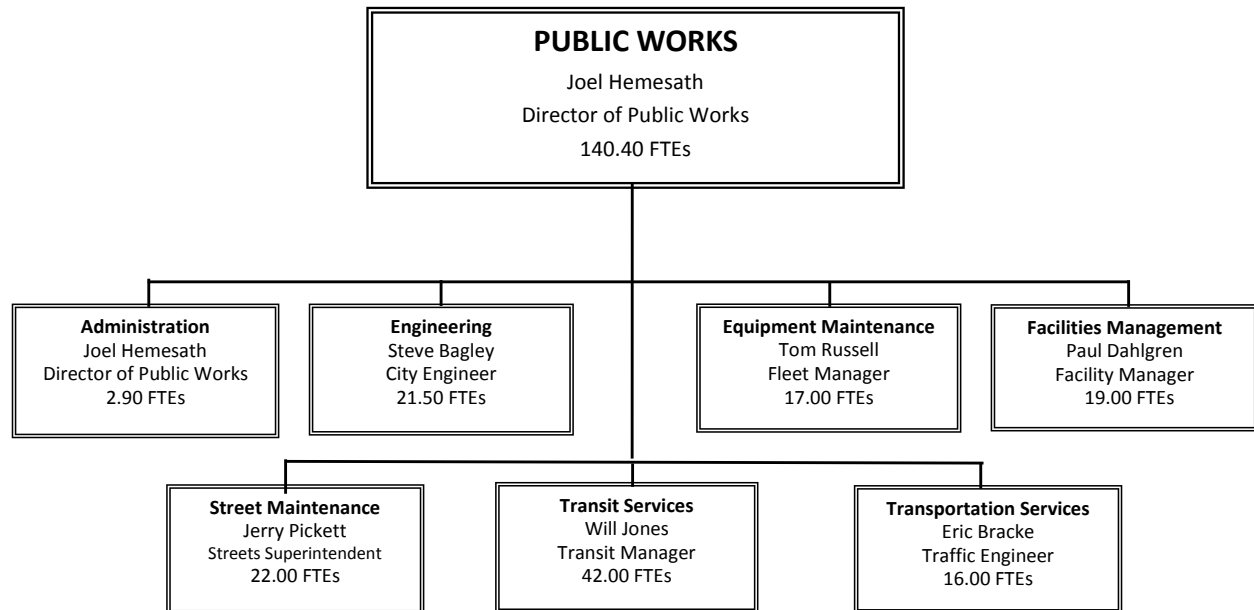 PUBLIC WORKS
Joel Hemesath
Director of Public Works
140.40 FTEs
Administration
Joel Hemesath
Director of Public Works
2.90 FTEs
Engineering
Steve Bagley
City Engineer
21.50 FTEs
Equipment Maintenance
Tom Russell
Fleet Manager
17.00 FTEs
Facilities Management
Paul Dahlgren
Facility Manager
19.00 FTEs
Street Maintenance
Jerry Pickett
Streets Superintendent
22.00 FTEs
Transit Services
Will Jones
Transit Manager
42.00 FTEs
Transportation Services
Eric Bracke
Traffic Engineer
16.00 FTEs